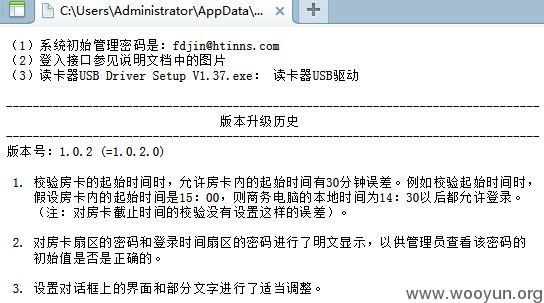 C:\Users\Administrator\AppData\...
(1) 系统初始管理密码是: fdjin@htinns.com
(2) 登入接口参见说明文档中的图片
(3) 读卡器USB Driver Setup V1.37.exe: 读卡器USB驱动
版本升级历史
版本号: 1.0.2 (=1.0.2.0)
1. 校验房卡的起始时间时, 允许房卡内的起始时间有30分钟误差。例如校验起始时间时,
假设房卡内的起始时间是15: 00, 则商务电脑的本地时间为14: 30以后都允许登录。
(注: 对房卡截止时间的校验没有设置这样的误差)。
2. 对房卡扇区的密码和登录时间扇区的密码进行了明文显示, 以供管理员查看该密码的
初始值是否是正确的。
3. 设置对话框上的界面和部分文字进行了适当调整。
www.wooyun.org